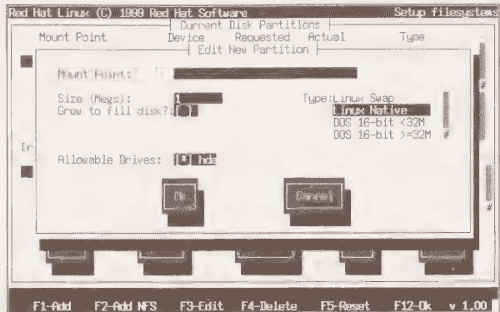 Red Hat Linux (C) 1999 Red Hat Software Setup filesystems
Current Disk Partitions
Mount Point Device Requested Actual Type
Edit New Partition
Mount Point:
Size (Megs): 1 Type:Linux Swap
Grow to fill disk?: [ ] Linux Native
DOS 16-bit <32M
DOS 16-bit >=32M
Dr
Allowable Drives: [*] hda
Ok Cancel
F1-Add F2-Add NFS F3-Edit F4-Delete F5-Reset F12-Ok v 1.00